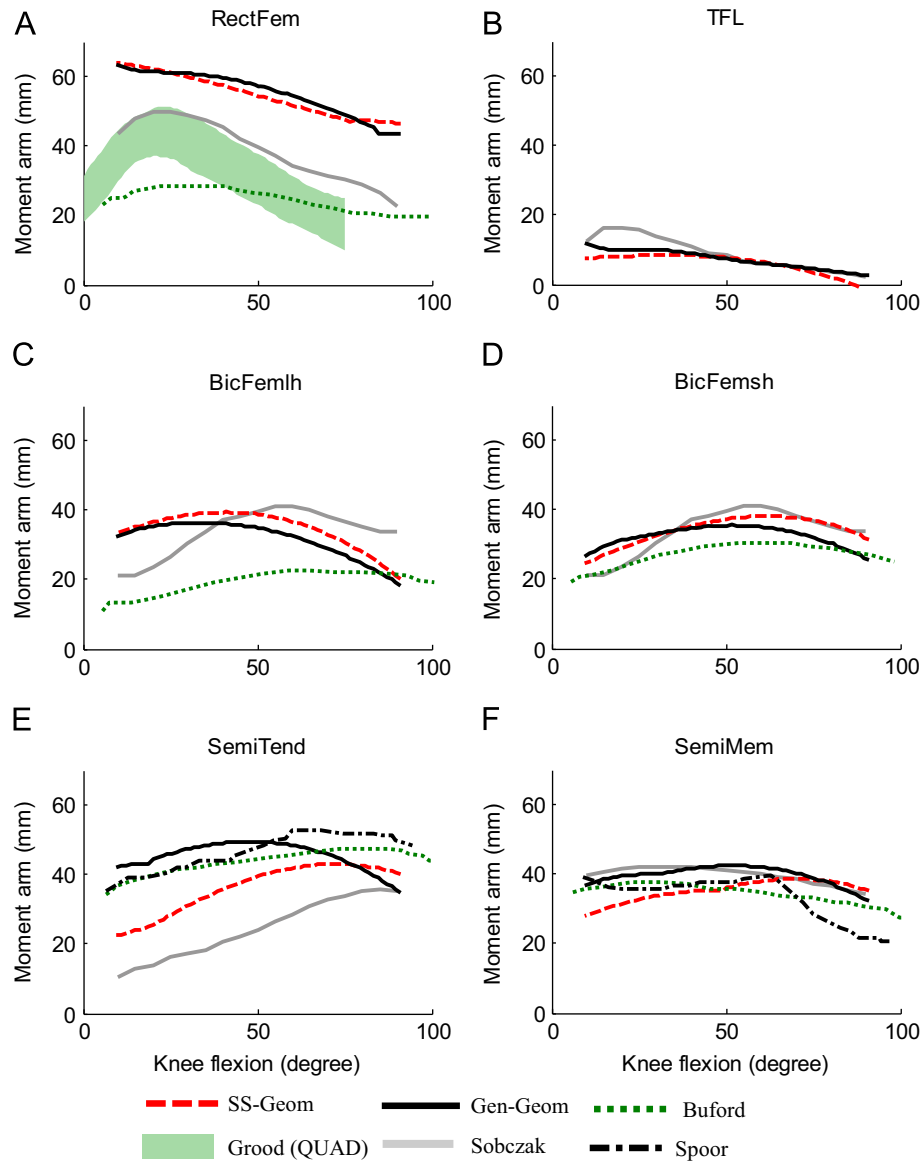 A
RectFem
B
TFL
Moment arm (mm)
60
40
20
0
0
50
100
Moment arm (mm)
60
40
20
0
0
50
100
C
BicFemlh
D
BicFemsh
Moment arm (mm)
60
40
20
0
0
50
100
Moment arm (mm)
60
40
20
0
0
50
100
E
SemiTend
F
SemiMem
Moment arm (mm)
60
40
20
0
0
50
100
Knee flexion (degree)
Moment arm (mm)
60
40
20
0
0
50
100
Knee flexion (degree)
SS-Geom
Gen-Geom
Buford
Grood (QUAD)
Sobczak
Spoor